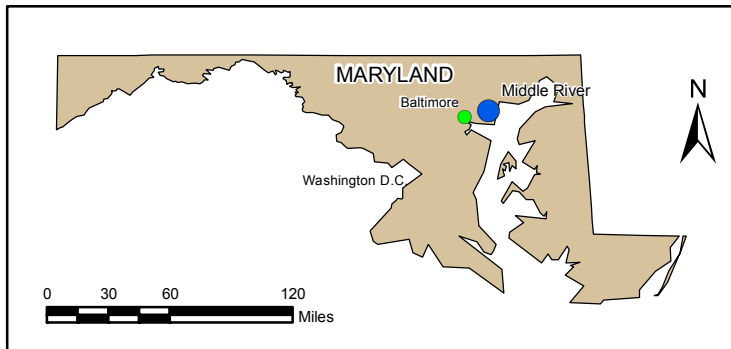 MARYLAND
Middle River
Baltimore
N
Washington D.C.
0 30 60 120
Miles